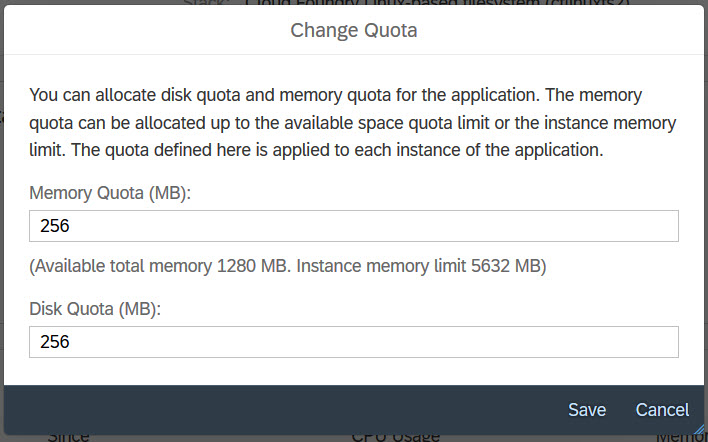 Stack: Cloud Foundry Linux-based filesystem (cflinuxfs2)
Change Quota
You can allocate disk quota and memory quota for the application. The memory
quota can be allocated up to the available space quota limit or the instance memory
limit. The quota defined here is applied to each instance of the application.
Memory Quota (MB):
256
(Available total memory 1280 MB. Instance memory limit 5632 MB)
Disk Quota (MB):
256
Save Cancel
Since CPU Usage Memo